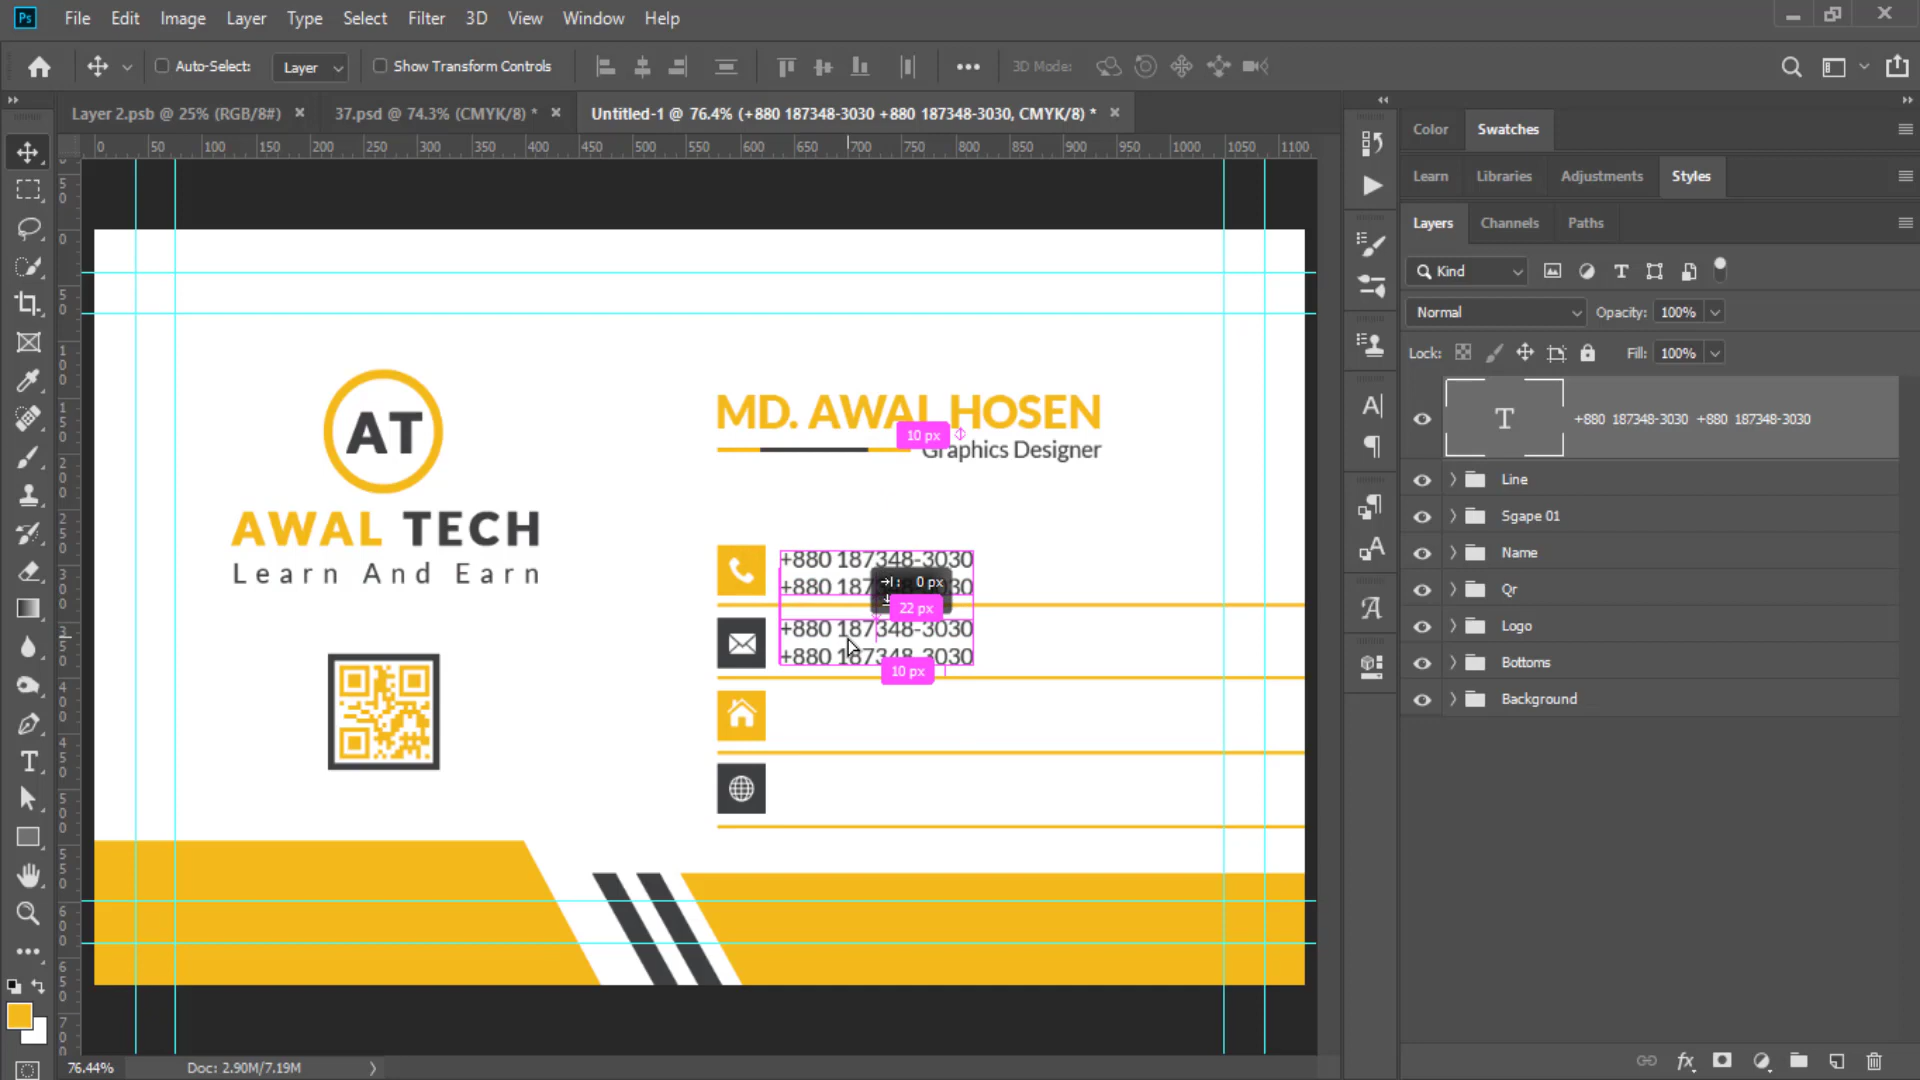 Ps File Edit Image Layer Type Select Filter 3D View Window Help
Auto-Select: Layer Show Transform Controls 3D Mode:
Layer 2.psb @ 25% (RGB/8#) × 37.psd @ 74.3% (CMYK/8) * × Untitled-1 @ 76.4% (+880 187348-3030 +880 187348-3030, CMYK/8) * ×
0 50 100 150 200 250 300 350 400 450 500 550 600 650 700 750 800 850 900 950 1000 1050 1100
AT
AWAL TECH
Learn And Earn
MD. AWAL HOSEN
10 px
Graphics Designer
+880 187348-3030
+880 187348-3030
0 px
22 px
+880 187348-3030
+880 187348-3030
10 px
76.44% Doc: 2.90M/7.19M
Color Swatches
Learn Libraries Adjustments Styles
Layers Channels Paths
Kind
Normal Opacity: 100%
Lock: Fill: 100%
T +880 187348-3030 +880 187348-3030
Line
Sgape 01
Name
Qr
Logo
Bottoms
Background